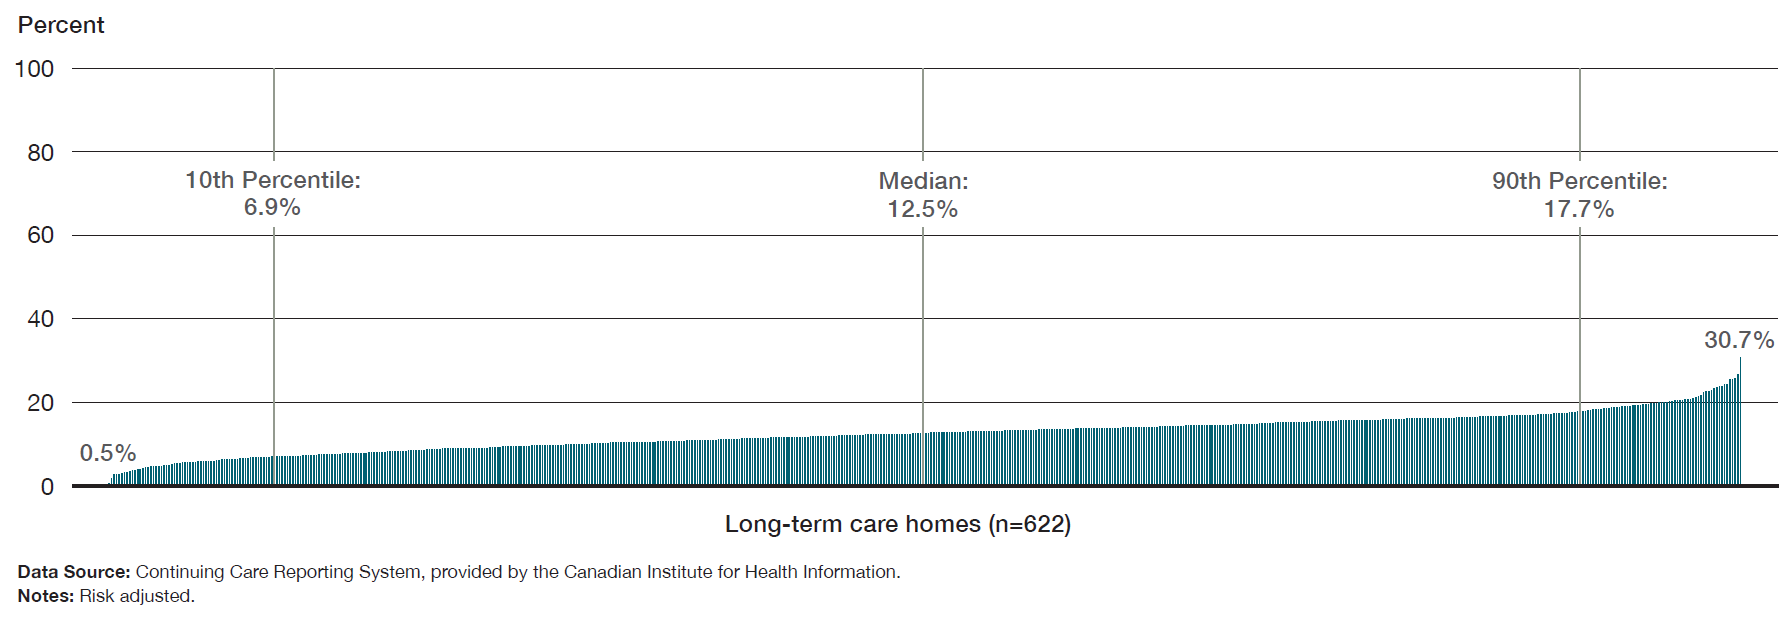 Percent
100
80
10th Percentile:
6.9%
Median:
12.5%
90th Percentile:
17.7%
60
40
30.7%
20
0.5%
0
Long-term care homes (n=622)
Data Source: Continuing Care Reporting System, provided by the Canadian Institute for Health Information.
Notes: Risk adjusted.